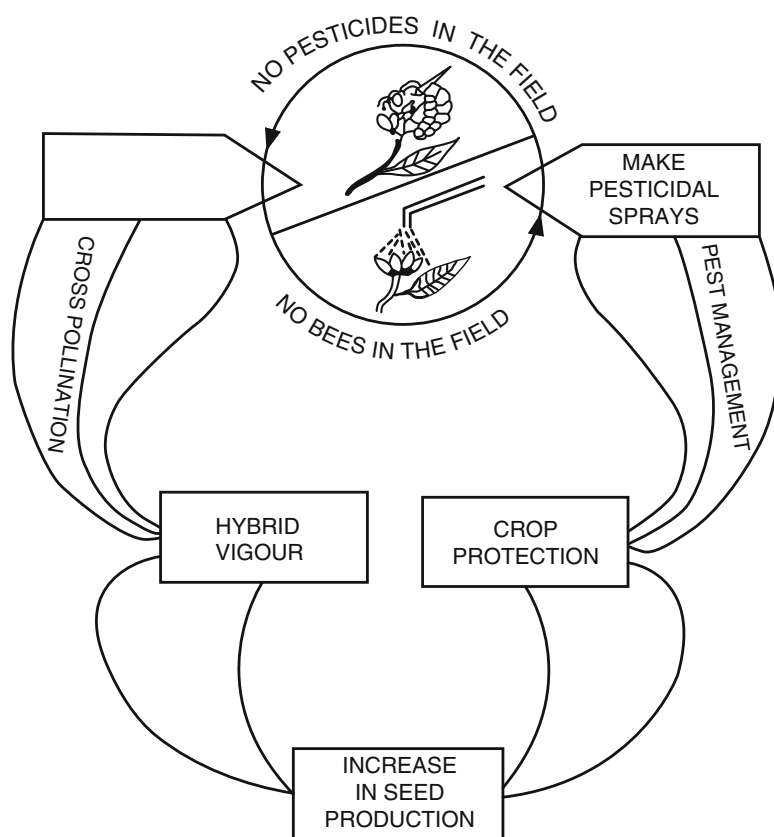 NO PESTICIDES IN THE FIELD
MAKE
PESTICIDAL
SPRAYS
NO BEES IN THE FIELD
CROSS POLLINATION
PEST MANAGEMENT
HYBRID
VIGOUR
CROP
PROTECTION
INCREASE
IN SEED
PRODUCTION